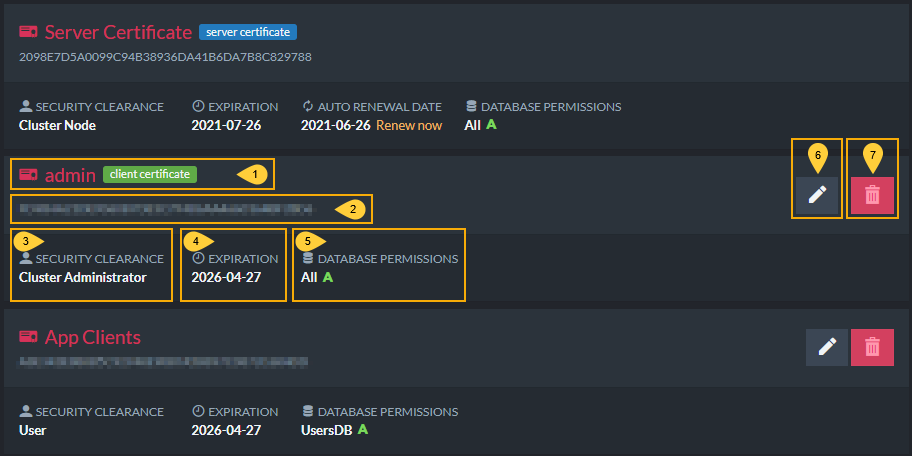 Server Certificate server certificate
2098E7D5A0099C94B38936DA41B6DA7B8C829788
SECURITY CLEARANCE EXPIRATION AUTO RENEWAL DATE DATABASE PERMISSIONS
Cluster Node 2021-07-26 2021-06-26 Renew now All A
6 7
admin client certificate 1
2
3 4 5
SECURITY CLEARANCE EXPIRATION DATABASE PERMISSIONS
Cluster Administrator 2026-04-27 All A
App Clients
SECURITY CLEARANCE EXPIRATION DATABASE PERMISSIONS
User 2026-04-27 UsersDB A